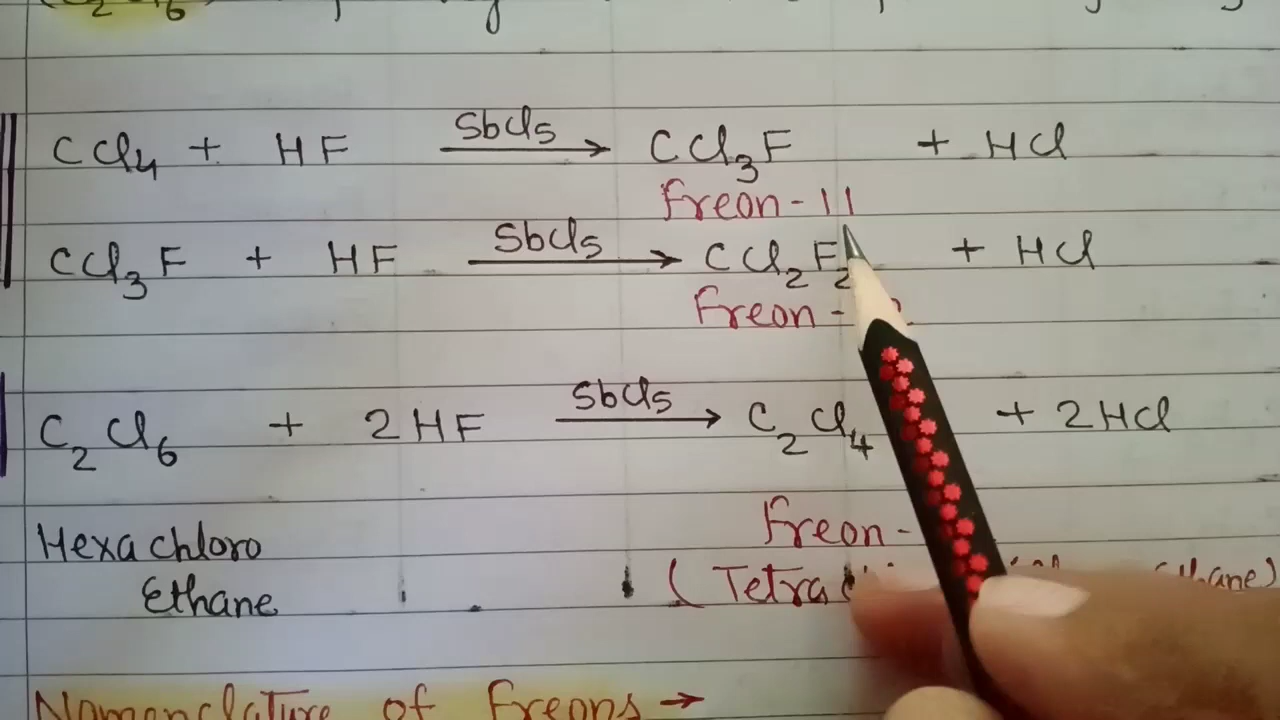 CCl4 + HF SbCl5 → CCl3F + HCl
Freon-11
CCl3F + HF SbCl5 → CCl2F2 + HCl
Freon-
C2Cl6 + 2HF SbCl5 → C2Cl4 + 2HCl
Hexachloro Freon-
Ethane (Tetra
Nomenclature of Freons →